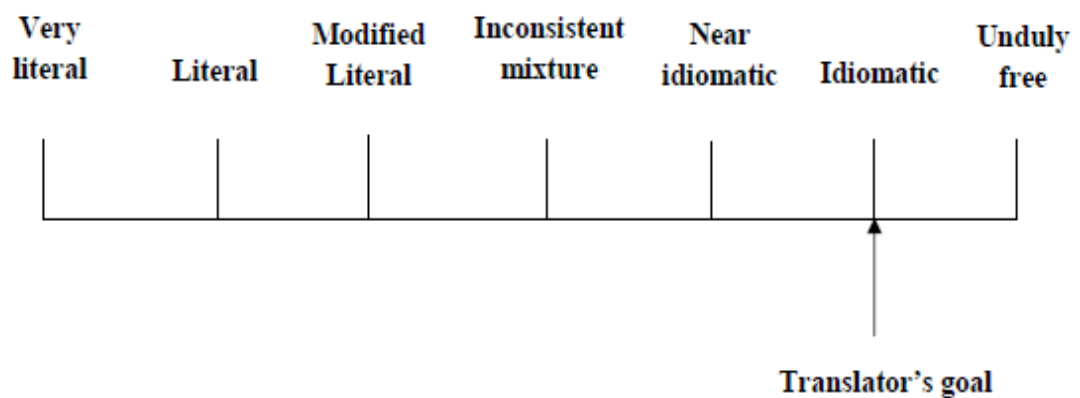 Very
literal
Literal
Modified
Literal
Inconsistent
mixture
Near
idiomatic
Idiomatic
Unduly
free
Translator’s goal